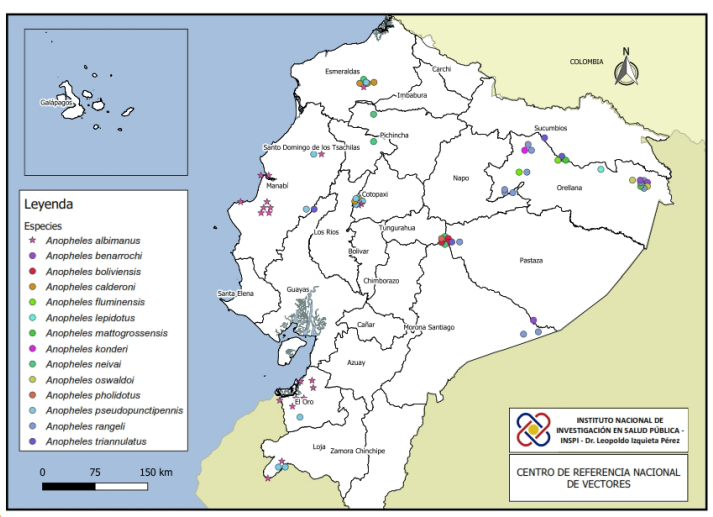 COLOMBIA
N
Esmeraldas
Carchi
Imbabura
Galápagos
Sucumbios
Pichincha
Santo Domingo de los Tsachilas
Manabí
Napo
Orellana
Cotopaxi
Leyenda
Especies
Anopheles albimanus
Anopheles benarrochi
Anopheles boliviensis
Anopheles calderoni
Anopheles fluminensis
Anopheles lepidotus
Anopheles mattogrossensis
Anopheles konderi
Anopheles neivai
Anopheles oswaldoi
Anopheles pholidotus
Anopheles pseudopunctipennis
Anopheles rangeli
Anopheles triannulatus
Los Rios
Tungurahua
Bolivar
Pastaza
Chimborazo
Santa Elena
Guayas
Cañar
Morona Santiago
Azuay
El Oro
Loja
Zamora Chinchipe
0 75 150 km
INSTITUTO NACIONAL DE
INVESTIGACIÓN EN SALUD PÚBLICA -
INSPI - Dr. Leopoldo Izquieta Pérez
CENTRO DE REFERENCIA NACIONAL
DE VECTORES